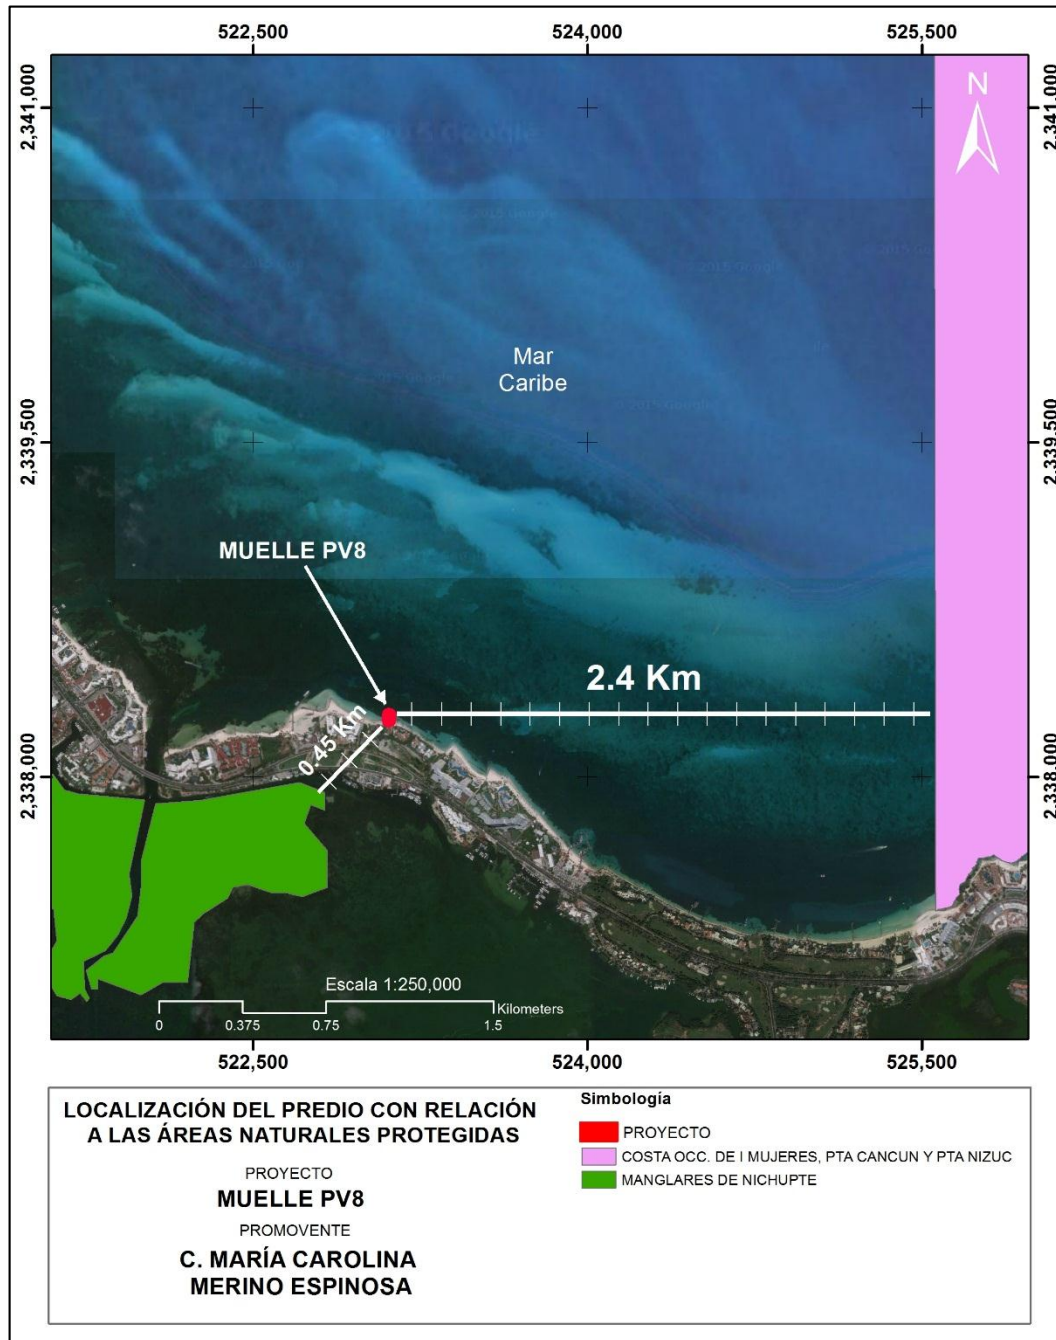 522,500
524,000
525,500
2,341,000
2,341,000
N
© 2015 Google
Mar
Caribe
2,339,500
2,339,500
MUELLE PV8
2.4 Km
0.45 Km
2,338,000
2,338,000
Escala 1:250,000
Kilometers
0 0.375 0.75 1.5
522,500
524,000
525,500
LOCALIZACIÓN DEL PREDIO CON RELACIÓN
A LAS ÁREAS NATURALES PROTEGIDAS
PROYECTO
MUELLE PV8
PROMOVENTE
C. MARÍA CAROLINA
MERINO ESPINOSA
Simbología
PROYECTO
COSTA OCC. DE I MUJERES, PTA CANCUN Y PTA NIZUC
MANGLARES DE NICHUPTE